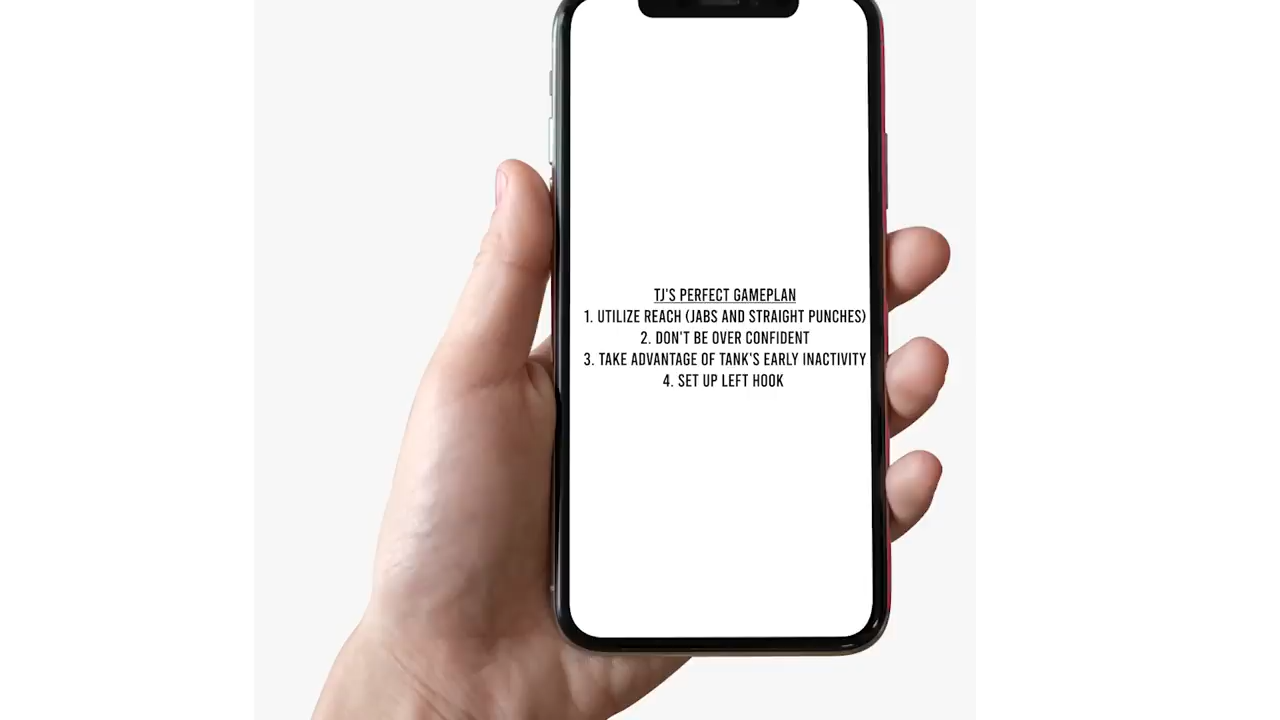 TJ'S PERFECT GAMEPLAN
1. UTILIZE REACH (JABS AND STRAIGHT PUNCHES)
2. DON'T BE OVER CONFIDENT
3. TAKE ADVANTAGE OF TANK'S EARLY INACTIVITY
4. SET UP LEFT HOOK